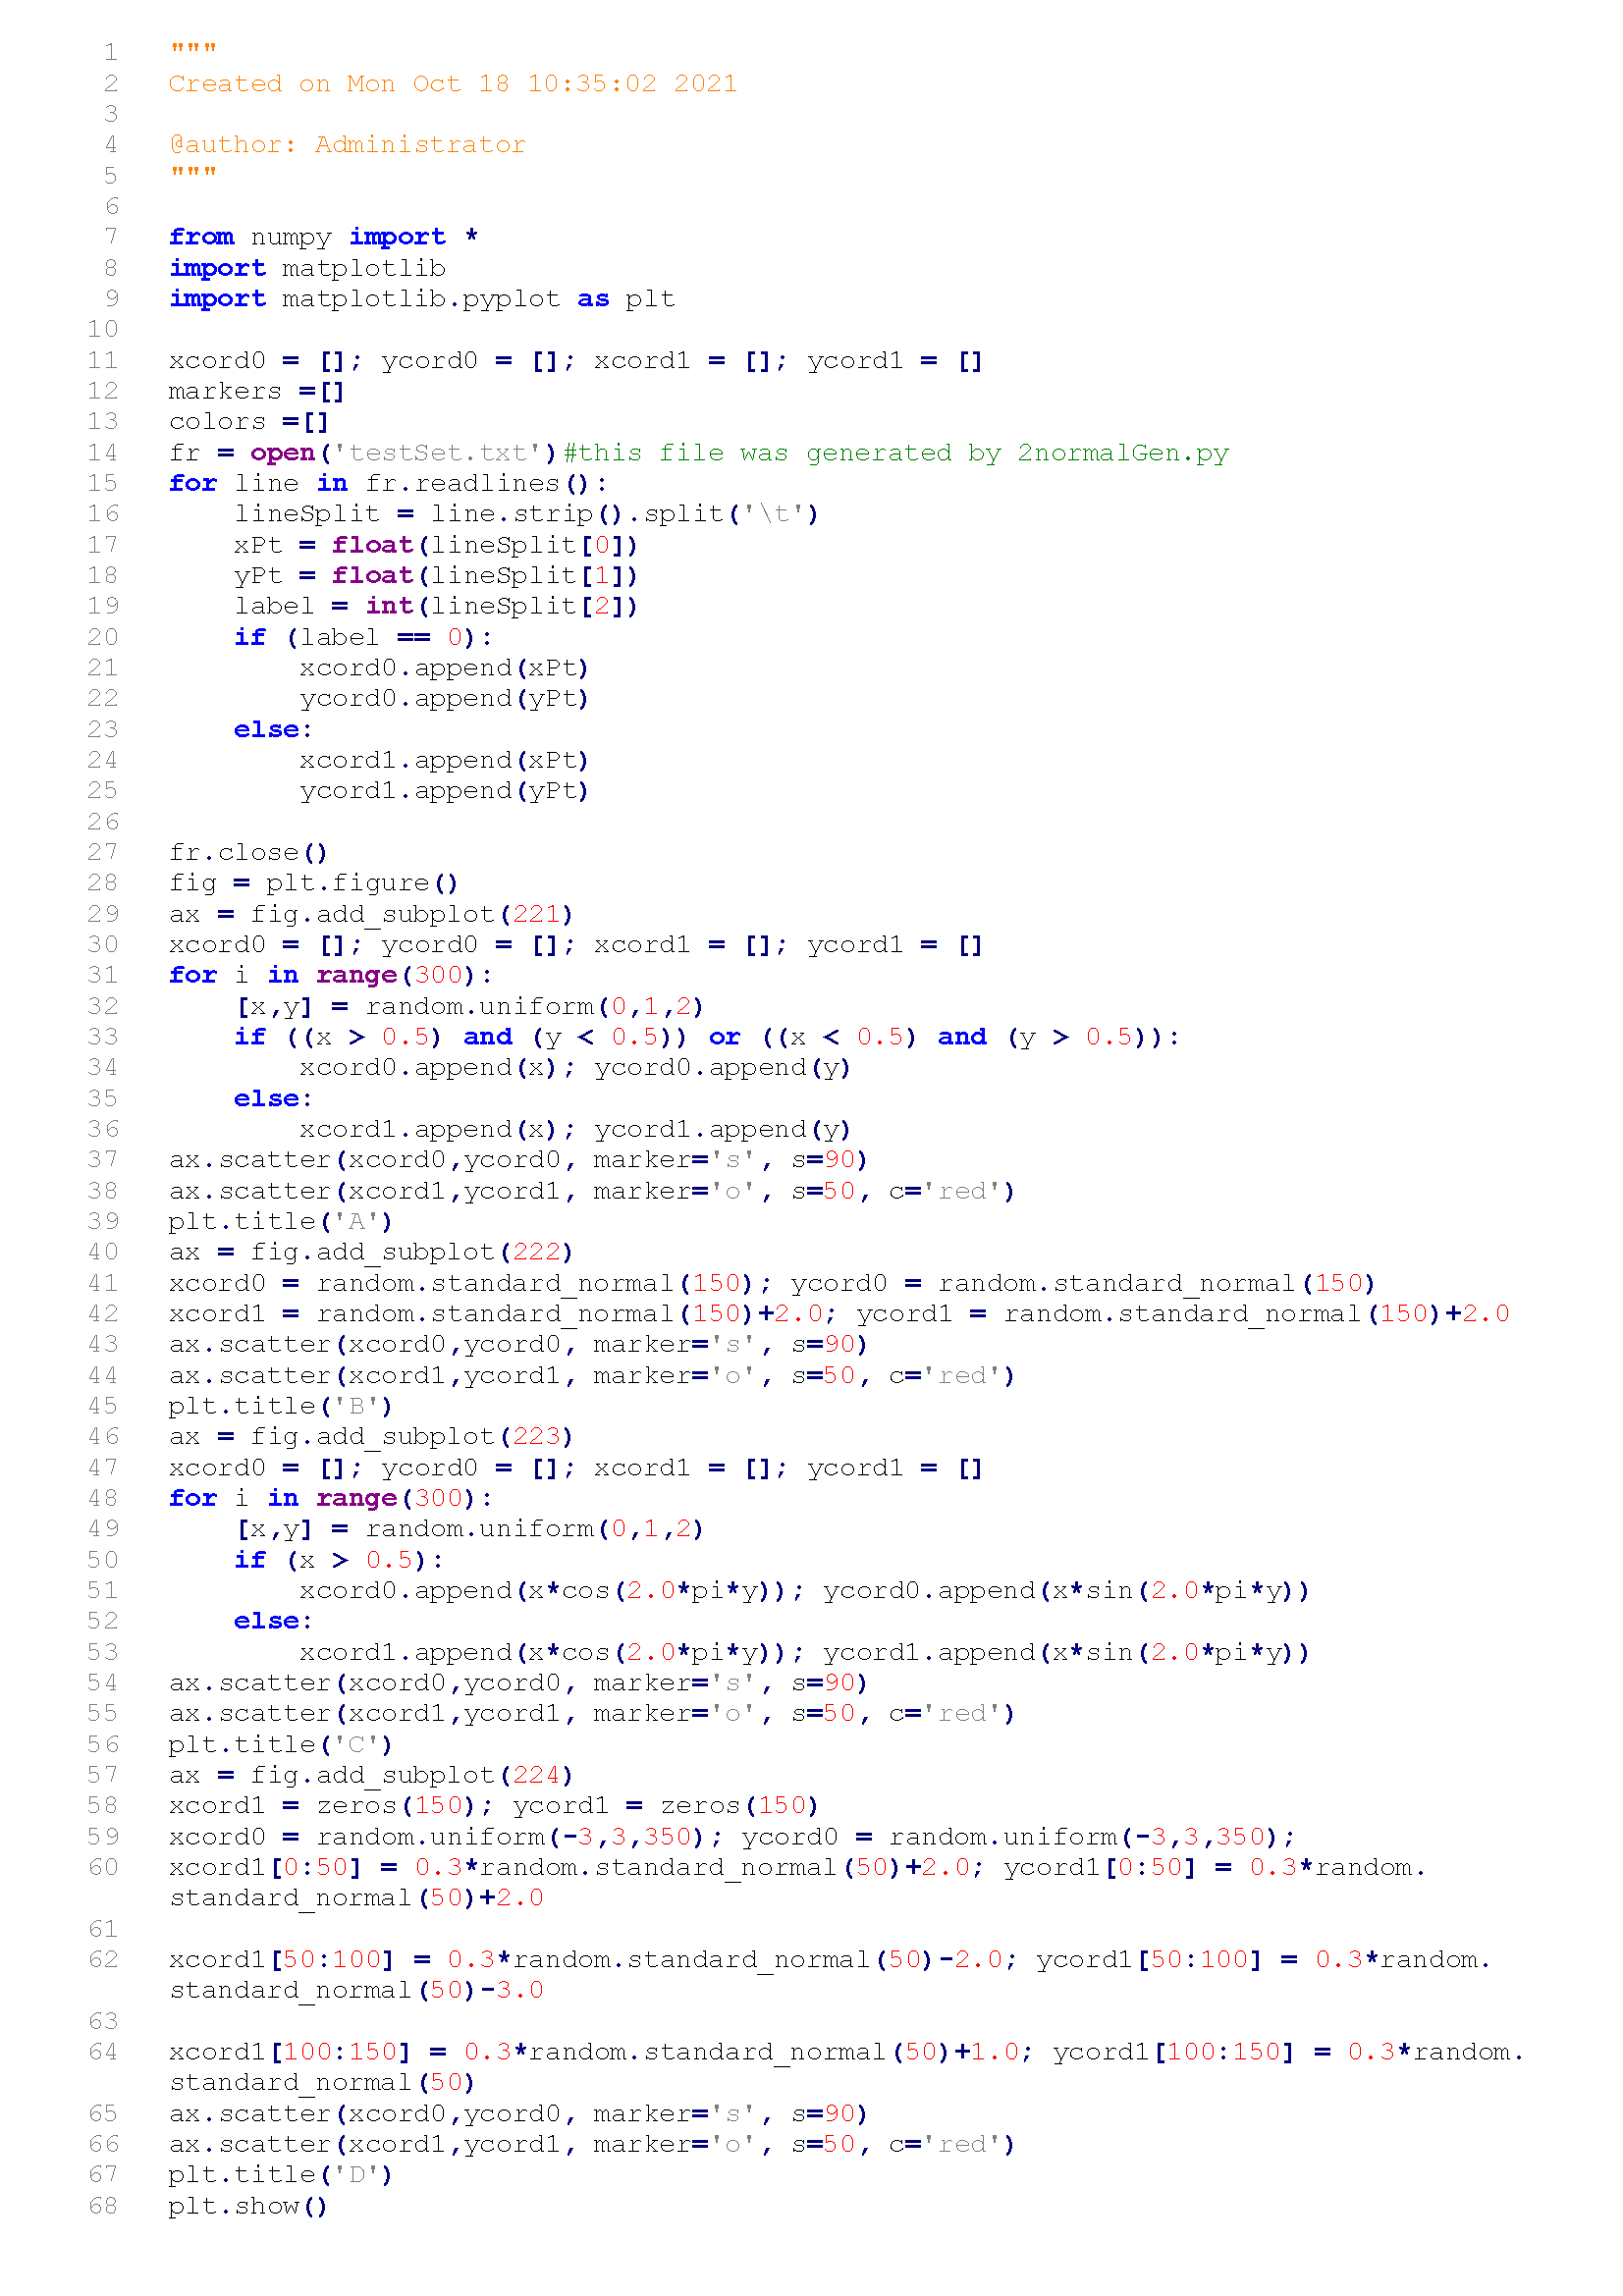 1 """
2 Created on Mon Oct 18 10:35:02 2021
3
4 @author: Administrator
5 """
6
7 from numpy import *
8 import matplotlib
9 import matplotlib.pyplot as plt
10
11 xcord0 = []; ycord0 = []; xcord1 = []; ycord1 = []
12 markers =[]
13 colors =[]
14 fr = open('testSet.txt')#this file was generated by 2normalGen.py
15 for line in fr.readlines():
16     lineSplit = line.strip().split('\t')
17     xPt = float(lineSplit[0])
18     yPt = float(lineSplit[1])
19     label = int(lineSplit[2])
20     if (label == 0):
21         xcord0.append(xPt)
22         ycord0.append(yPt)
23     else:
24         xcord1.append(xPt)
25         ycord1.append(yPt)
26
27 fr.close()
28 fig = plt.figure()
29 ax = fig.add_subplot(221)
30 xcord0 = []; ycord0 = []; xcord1 = []; ycord1 = []
31 for i in range(300):
32     [x,y] = random.uniform(0,1,2)
33     if ((x > 0.5) and (y < 0.5)) or ((x < 0.5) and (y > 0.5)):
34         xcord0.append(x); ycord0.append(y)
35     else:
36         xcord1.append(x); ycord1.append(y)
37 ax.scatter(xcord0,ycord0, marker='s', s=90)
38 ax.scatter(xcord1,ycord1, marker='o', s=50, c='red')
39 plt.title('A')
40 ax = fig.add_subplot(222)
41 xcord0 = random.standard_normal(150); ycord0 = random.standard_normal(150)
42 xcord1 = random.standard_normal(150)+2.0; ycord1 = random.standard_normal(150)+2.0
43 ax.scatter(xcord0,ycord0, marker='s', s=90)
44 ax.scatter(xcord1,ycord1, marker='o', s=50, c='red')
45 plt.title('B')
46 ax = fig.add_subplot(223)
47 xcord0 = []; ycord0 = []; xcord1 = []; ycord1 = []
48 for i in range(300):
49     [x,y] = random.uniform(0,1,2)
50     if (x > 0.5):
51         xcord0.append(x*cos(2.0*pi*y)); ycord0.append(x*sin(2.0*pi*y))
52     else:
53         xcord1.append(x*cos(2.0*pi*y)); ycord1.append(x*sin(2.0*pi*y))
54 ax.scatter(xcord0,ycord0, marker='s', s=90)
55 ax.scatter(xcord1,ycord1, marker='o', s=50, c='red')
56 plt.title('C')
57 ax = fig.add_subplot(224)
58 xcord1 = zeros(150); ycord1 = zeros(150)
59 xcord0 = random.uniform(-3,3,350); ycord0 = random.uniform(-3,3,350);
60 xcord1[0:50] = 0.3*random.standard_normal(50)+2.0; ycord1[0:50] = 0.3*random.
standard_normal(50)+2.0
61
62 xcord1[50:100] = 0.3*random.standard_normal(50)-2.0; ycord1[50:100] = 0.3*random.
standard_normal(50)-3.0
63
64 xcord1[100:150] = 0.3*random.standard_normal(50)+1.0; ycord1[100:150] = 0.3*random.
standard_normal(50)
65 ax.scatter(xcord0,ycord0, marker='s', s=90)
66 ax.scatter(xcord1,ycord1, marker='o', s=50, c='red')
67 plt.title('D')
68 plt.show()